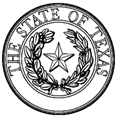 THE STATE OF TEXAS